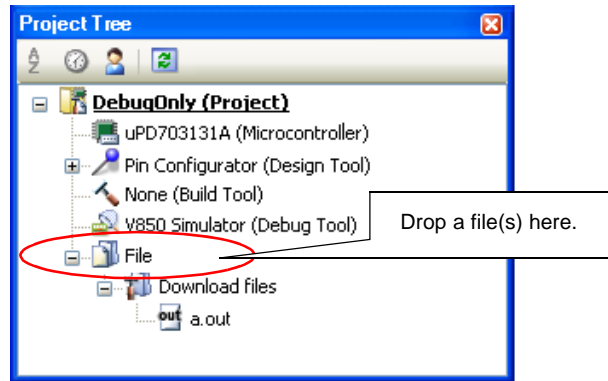 Project Tree
DebugOnly (Project)
uPD703131A (Microcontroller)
Pin Configurator (Design Tool)
None (Build Tool)
V850 Simulator (Debug Tool)
Drop a file(s) here.
File
Download files
out a.out